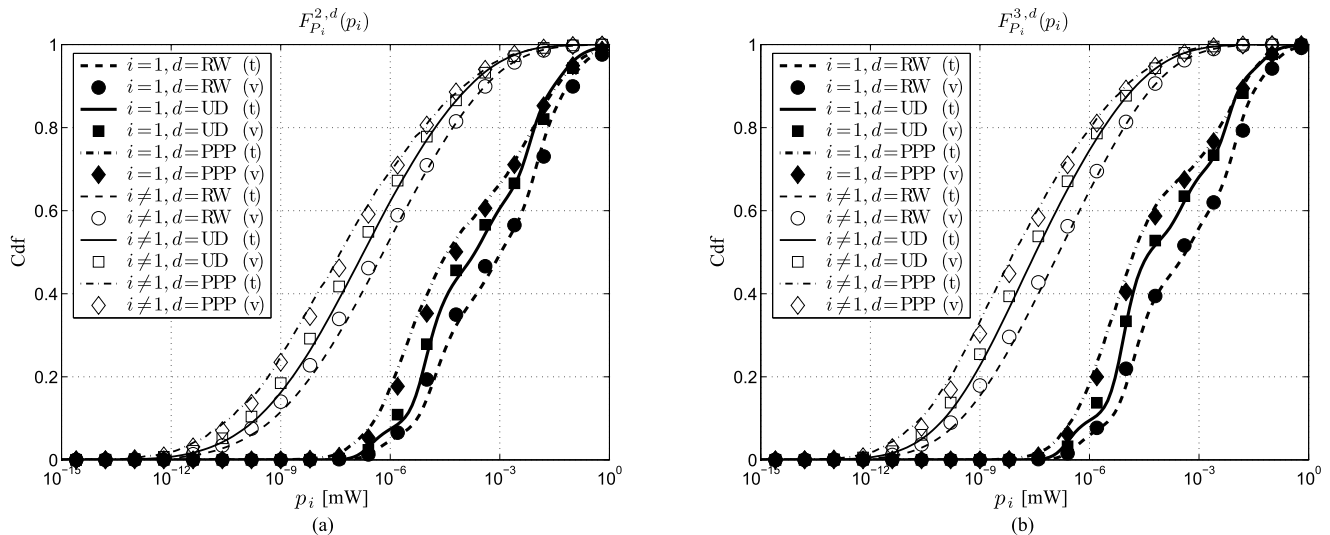 F_{P_i}^{2,d}(p_i)
Cdf
1
0.8
0.6
0.4
0.2
0
i=1, d=RW (t)
i=1, d=RW (v)
i=1, d=UD (t)
i=1, d=UD (v)
i=1, d=PPP (t)
i=1, d=PPP (v)
i≠1, d=RW (t)
i≠1, d=RW (v)
i≠1, d=UD (t)
i≠1, d=UD (v)
i≠1, d=PPP (t)
i≠1, d=PPP (v)
10^{-15} 10^{-12} 10^{-9} 10^{-6} 10^{-3} 10^{0}
p_i [mW]
(a)
F_{P_i}^{3,d}(p_i)
Cdf
1
0.8
0.6
0.4
0.2
0
i=1, d=RW (t)
i=1, d=RW (v)
i=1, d=UD (t)
i=1, d=UD (v)
i=1, d=PPP (t)
i=1, d=PPP (v)
i≠1, d=RW (t)
i≠1, d=RW (v)
i≠1, d=UD (t)
i≠1, d=UD (v)
i≠1, d=PPP (t)
i≠1, d=PPP (v)
10^{-15} 10^{-12} 10^{-9} 10^{-6} 10^{-3} 10^{0}
p_i [mW]
(b)